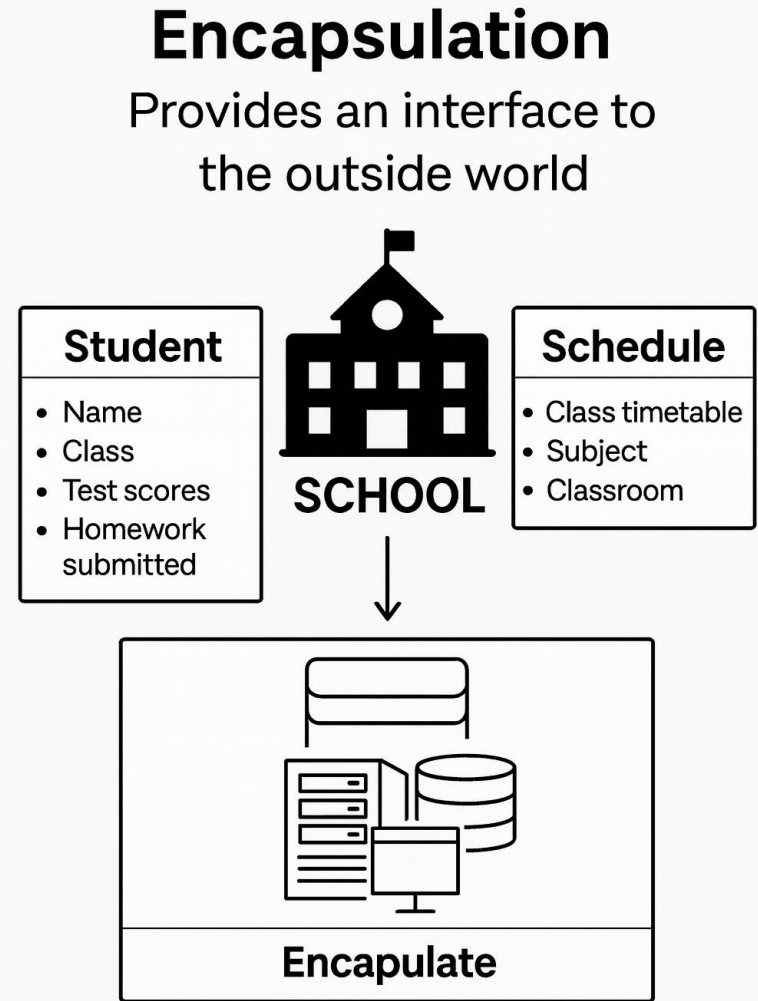 Encapsulation
Provides an interface to
the outside world
Student
• Name
• Class
• Test scores
• Homework
submitted
SCHOOL
Schedule
• Class timetable
• Subject
• Classroom
Encapulate